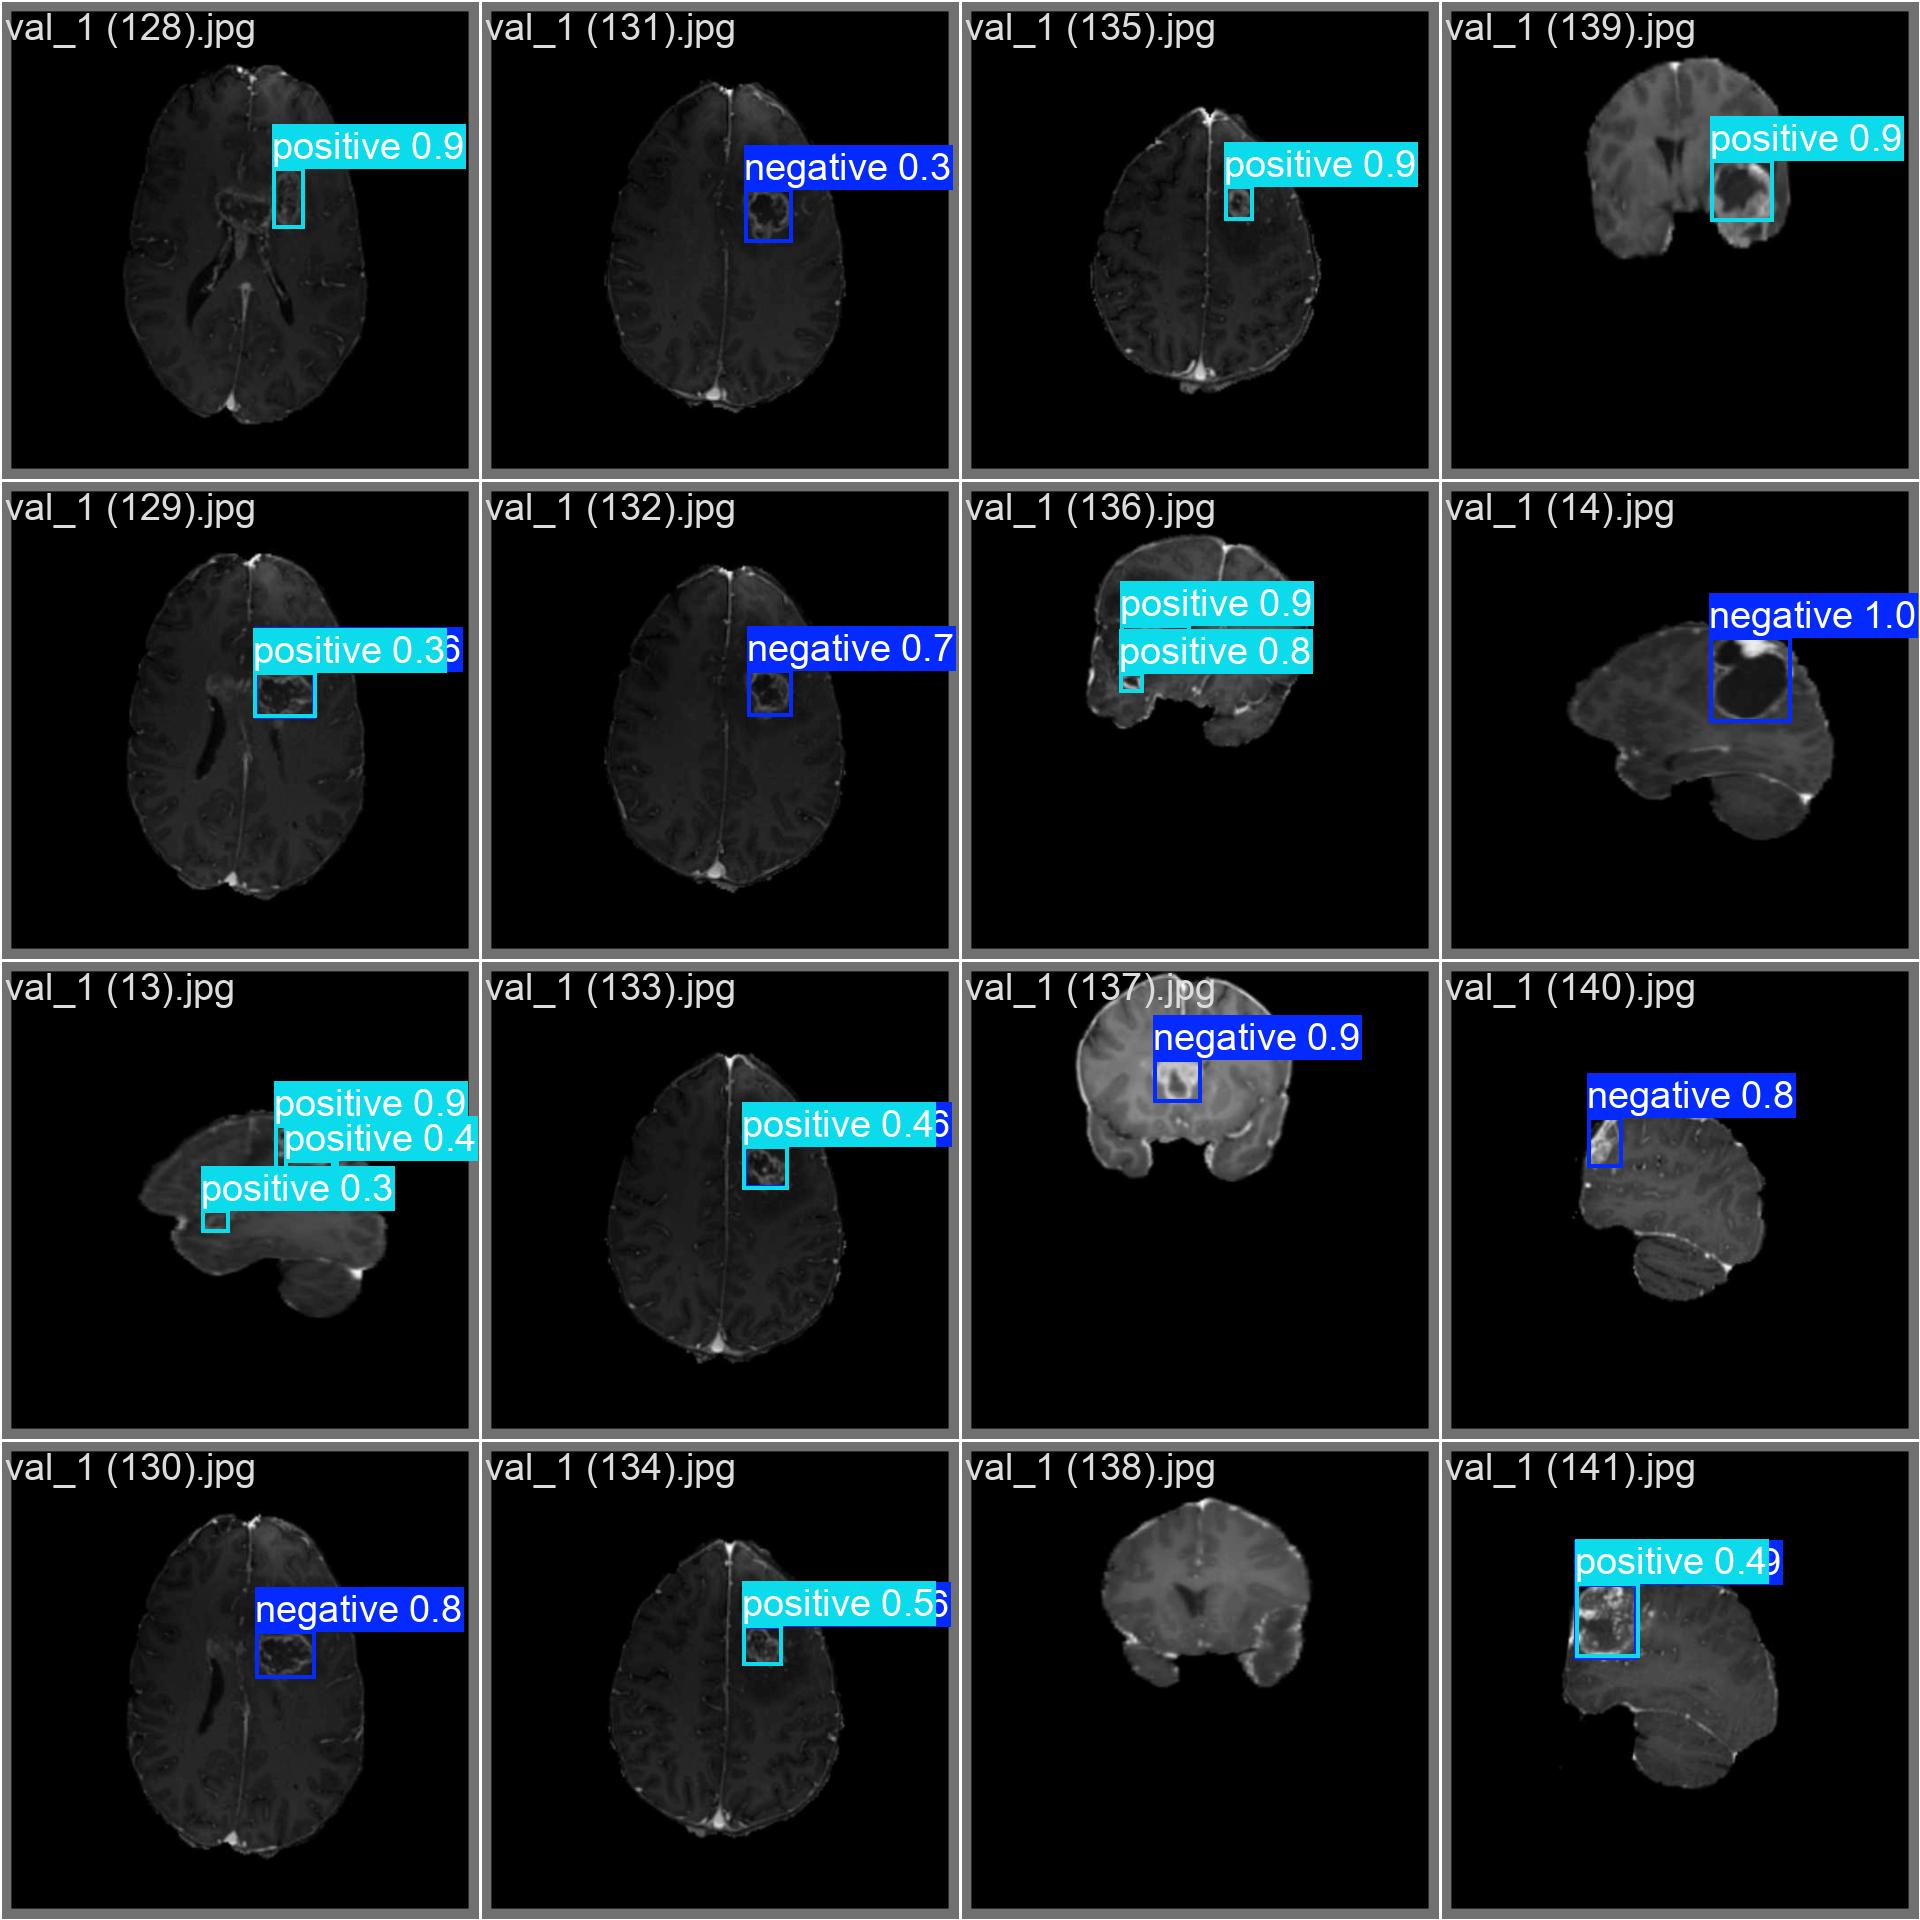 val_1 (128).jpg
positive 0.9
val_1 (131).jpg
negative 0.3
val_1 (135).jpg
positive 0.9
val_1 (139).jpg
positive 0.9
val_1 (129).jpg
positive 0.3
6
val_1 (132).jpg
negative 0.7
val_1 (136).jpg
positive 0.9
positive 0.8
val_1 (14).jpg
negative 1.0
val_1 (13).jpg
positive 0.9
positive 0.4
positive 0.3
val_1 (133).jpg
positive 0.4
6
val_1 (137).jpg
negative 0.9
val_1 (140).jpg
negative 0.8
val_1 (130).jpg
negative 0.8
val_1 (134).jpg
positive 0.5
6
val_1 (138).jpg
val_1 (141).jpg
positive 0.4
9